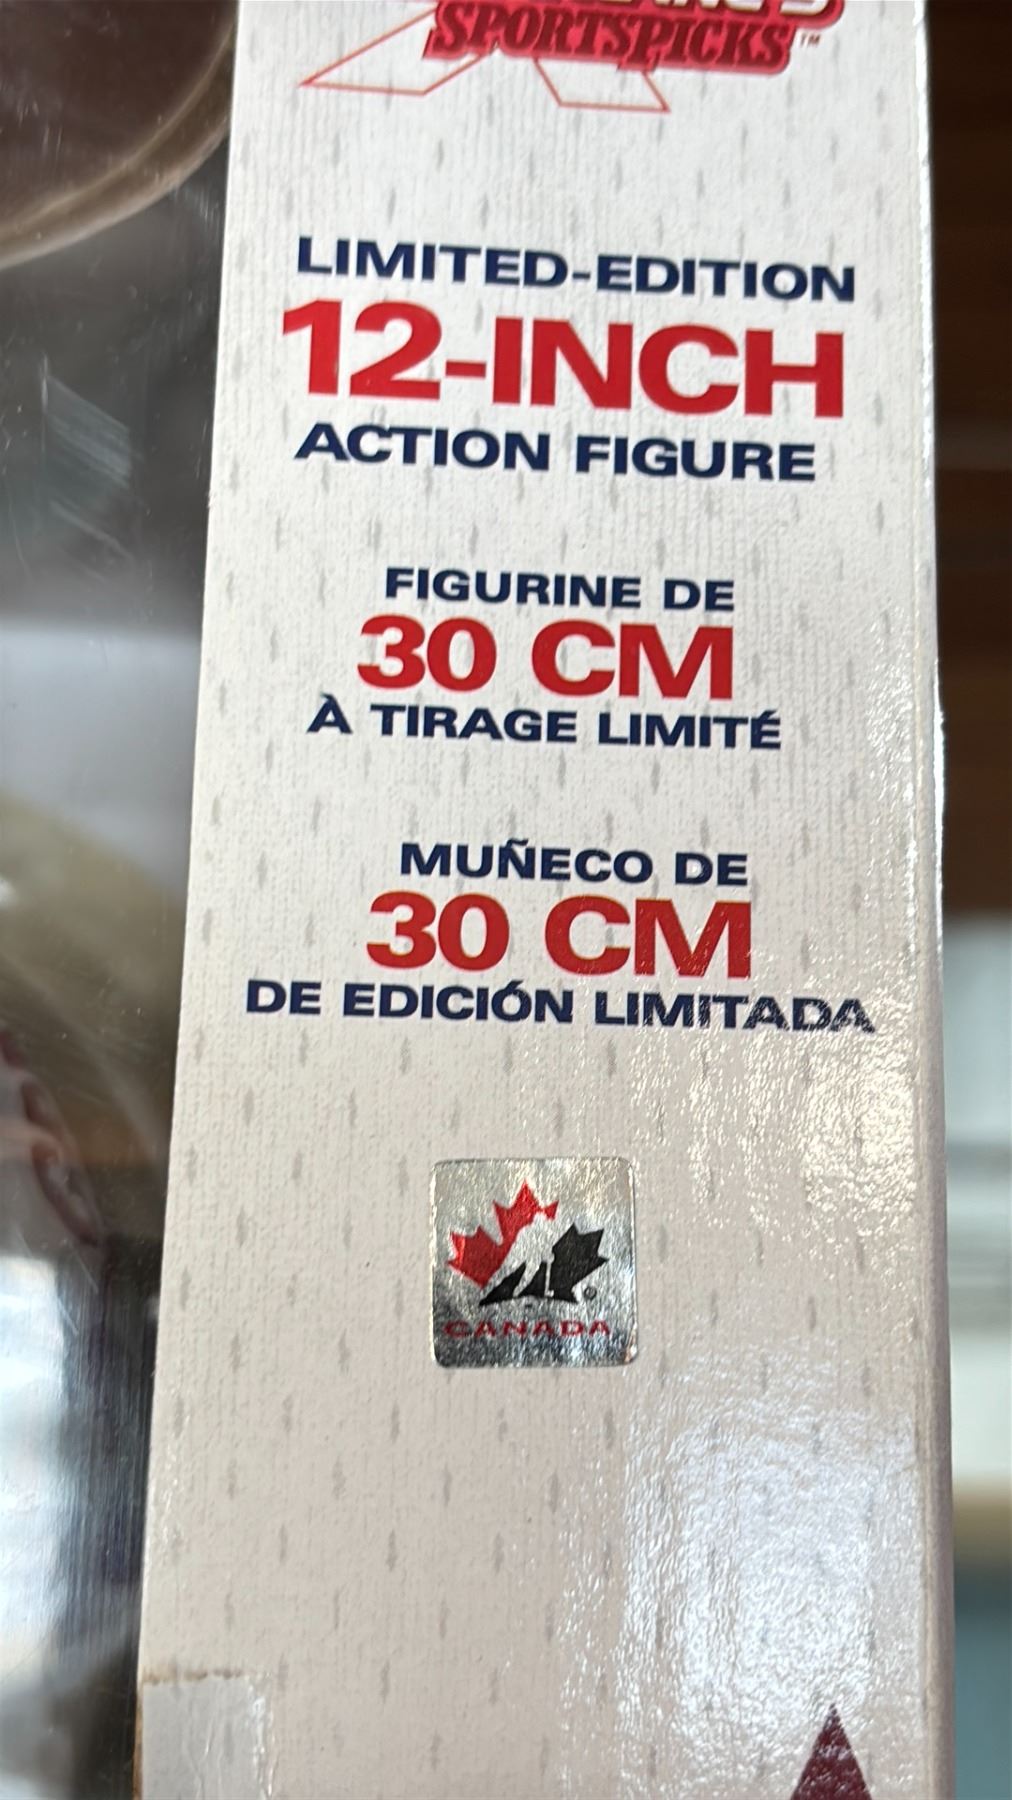 SPORTSPICKS™
LIMITED-EDITION
12-INCH
ACTION FIGURE
FIGURINE DE
30 CM
À TIRAGE LIMITÉ
MUÑECO DE
30 CM
DE EDICIÓN LIMITADA
®
CANADA